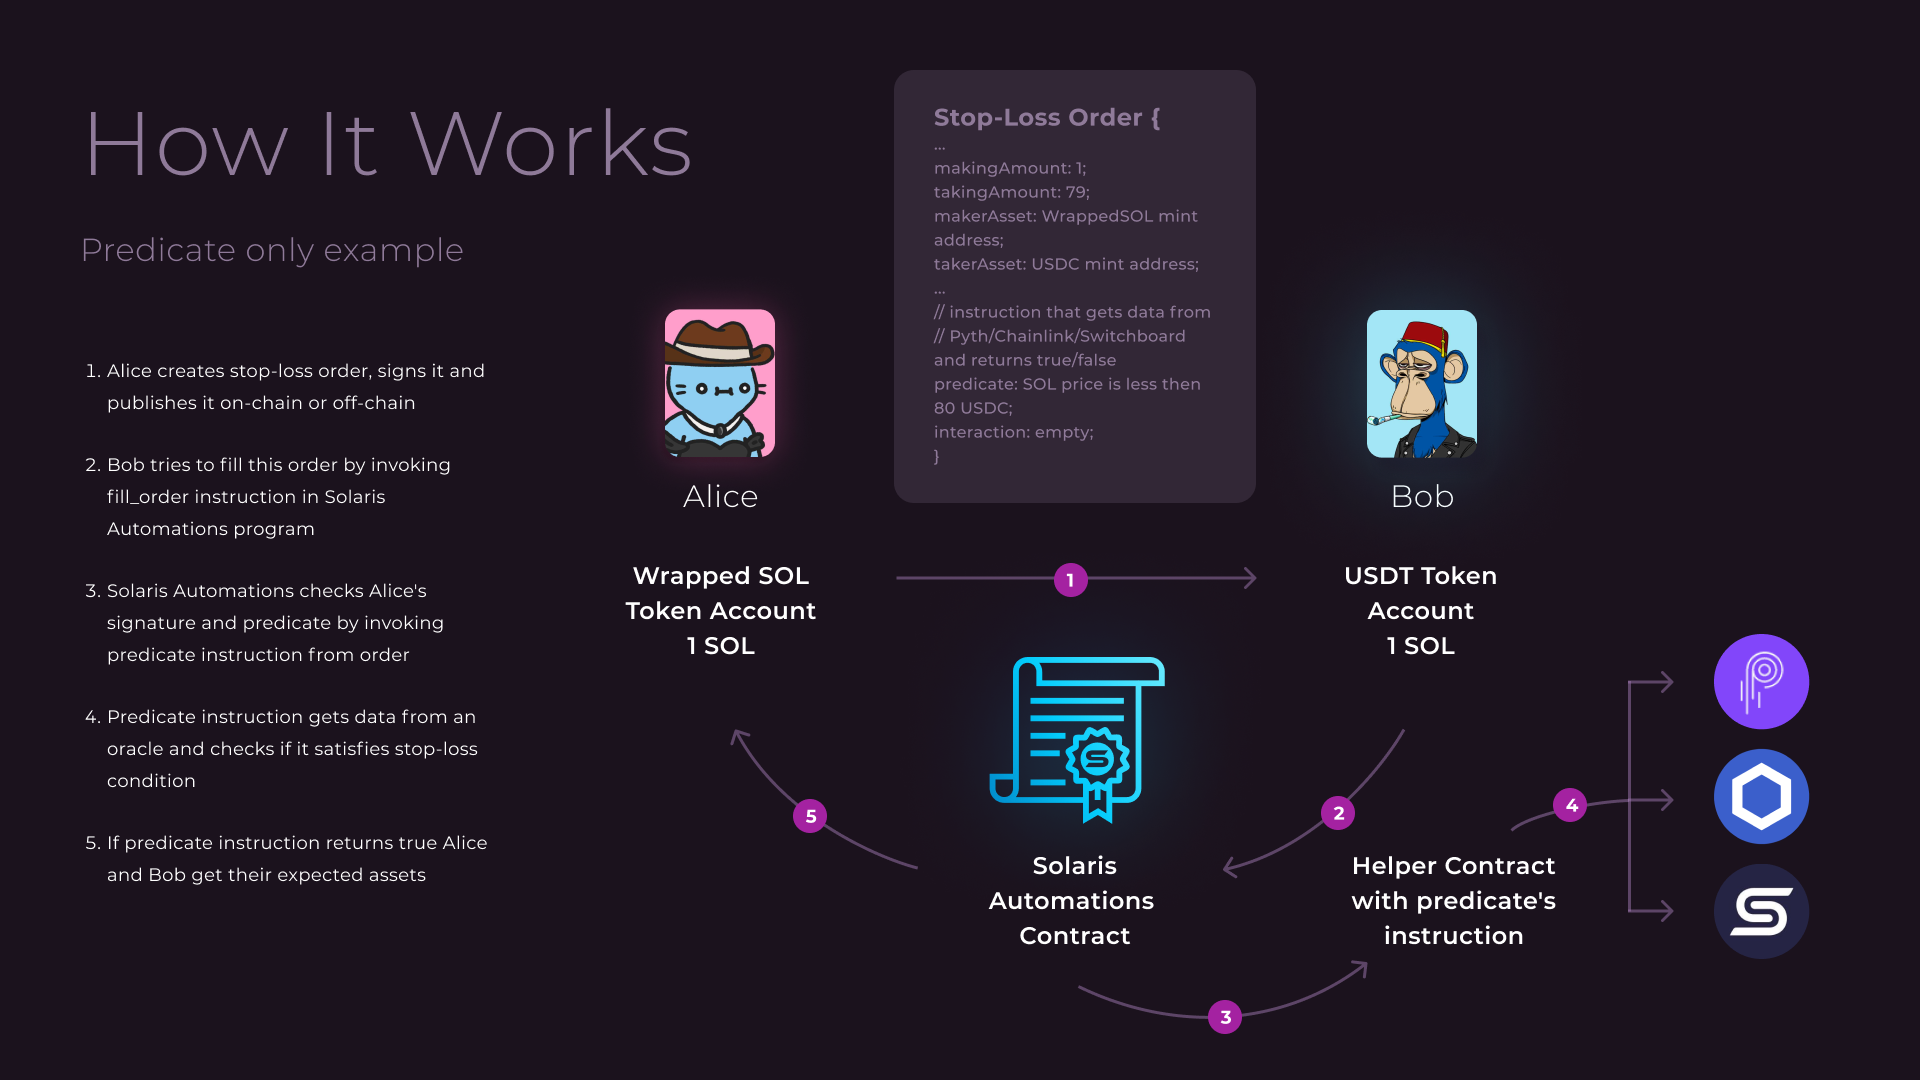 How It Works
Predicate only example
1. Alice creates stop-loss order, signs it and
publishes it on-chain or off-chain
2. Bob tries to fill this order by invoking
fill_order instruction in Solaris
Automations program
3. Solaris Automations checks Alice's
signature and predicate by invoking
predicate instruction from order
4. Predicate instruction gets data from an
oracle and checks if it satisfies stop-loss
condition
5. If predicate instruction returns true Alice
and Bob get their expected assets
Stop-Loss Order {
...
makingAmount: 1;
takingAmount: 79;
makerAsset: WrappedSOL mint
address;
takerAsset: USDC mint address;
...
// instruction that gets data from
// Pyth/Chainlink/Switchboard
and returns true/false
predicate: SOL price is less then
80 USDC;
interaction: empty;
}
Alice
Wrapped SOL
Token Account
1 SOL
1
Bob
USDT Token
Account
1 SOL
5
2
4
Solaris
Automations
Contract
Helper Contract
with predicate's
instruction
3